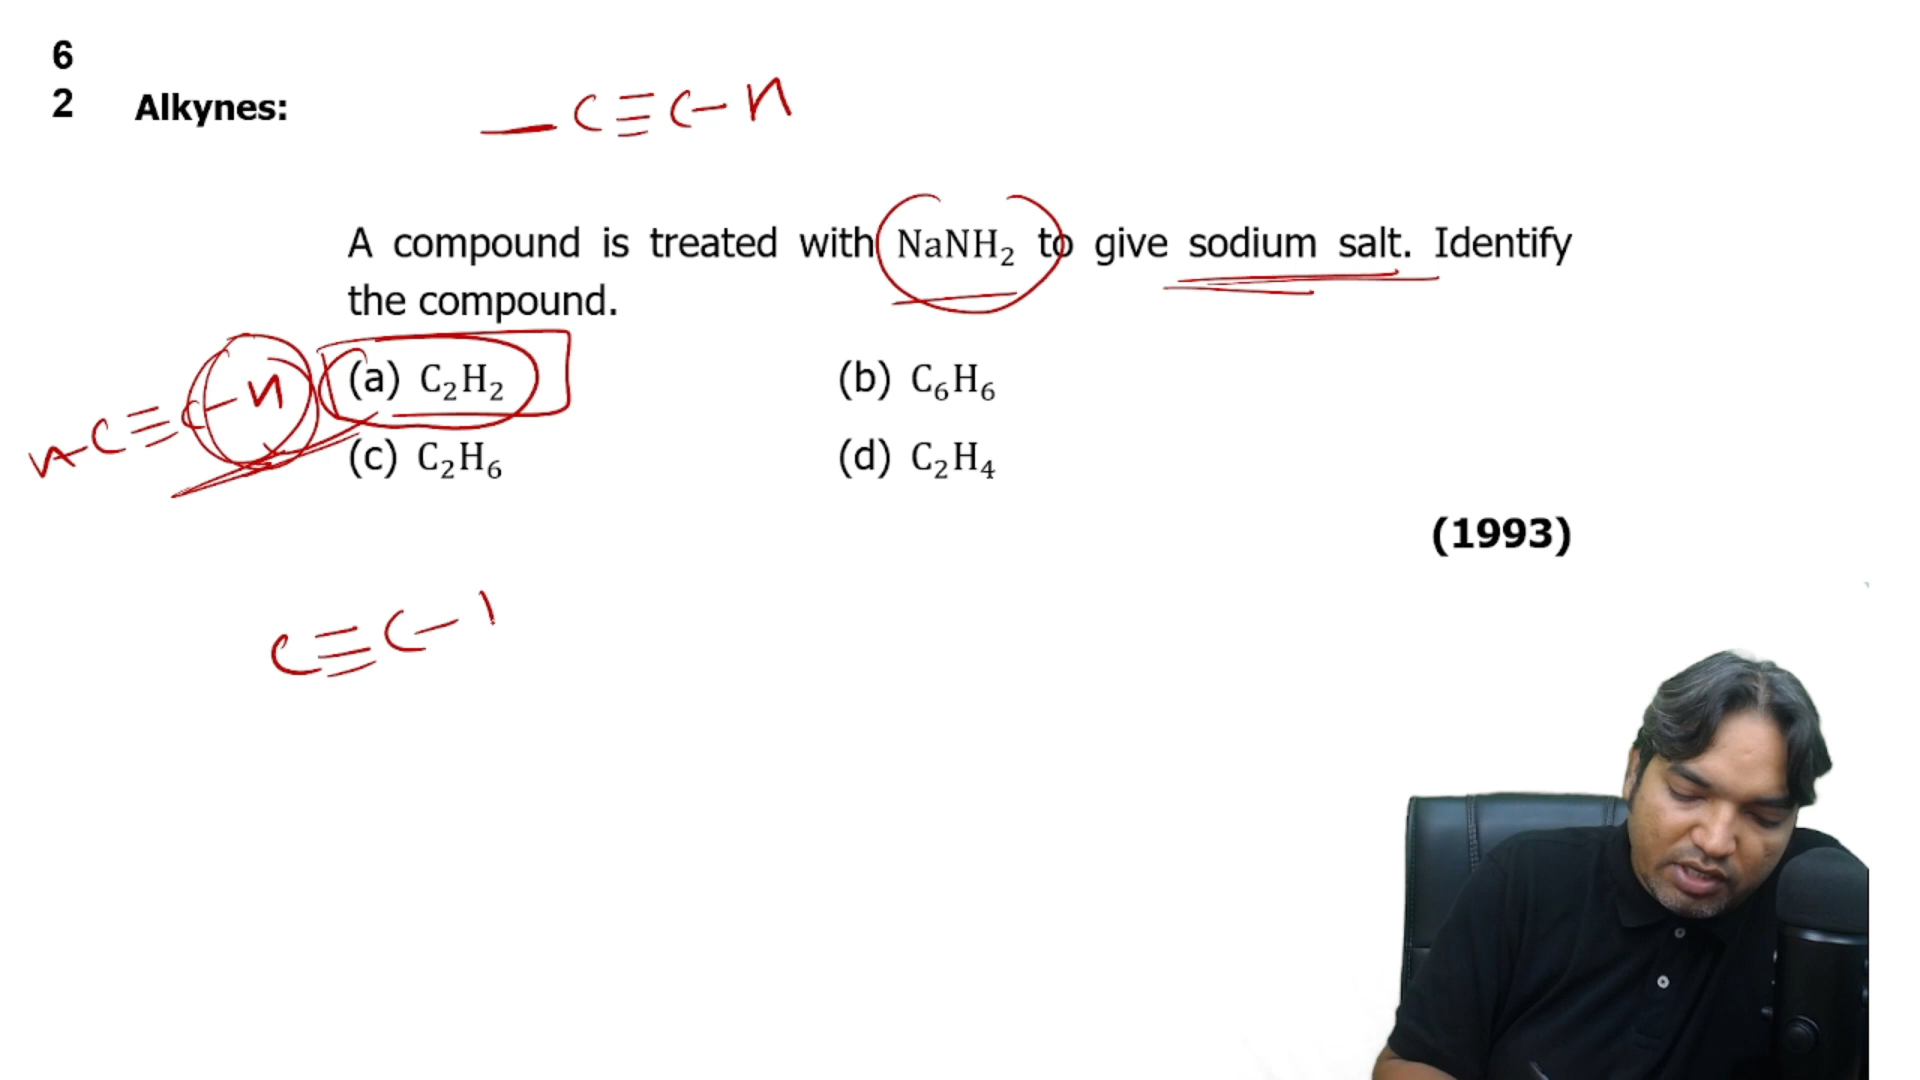 6
2 Alkynes:
— C≡C–H
A compound is treated with NaNH₂ to give sodium salt. Identify
the compound.
(a) C₂H₂ (b) C₆H₆
H–C≡C–H
(c) C₂H₆ (d) C₂H₄
(1993)
C≡C–